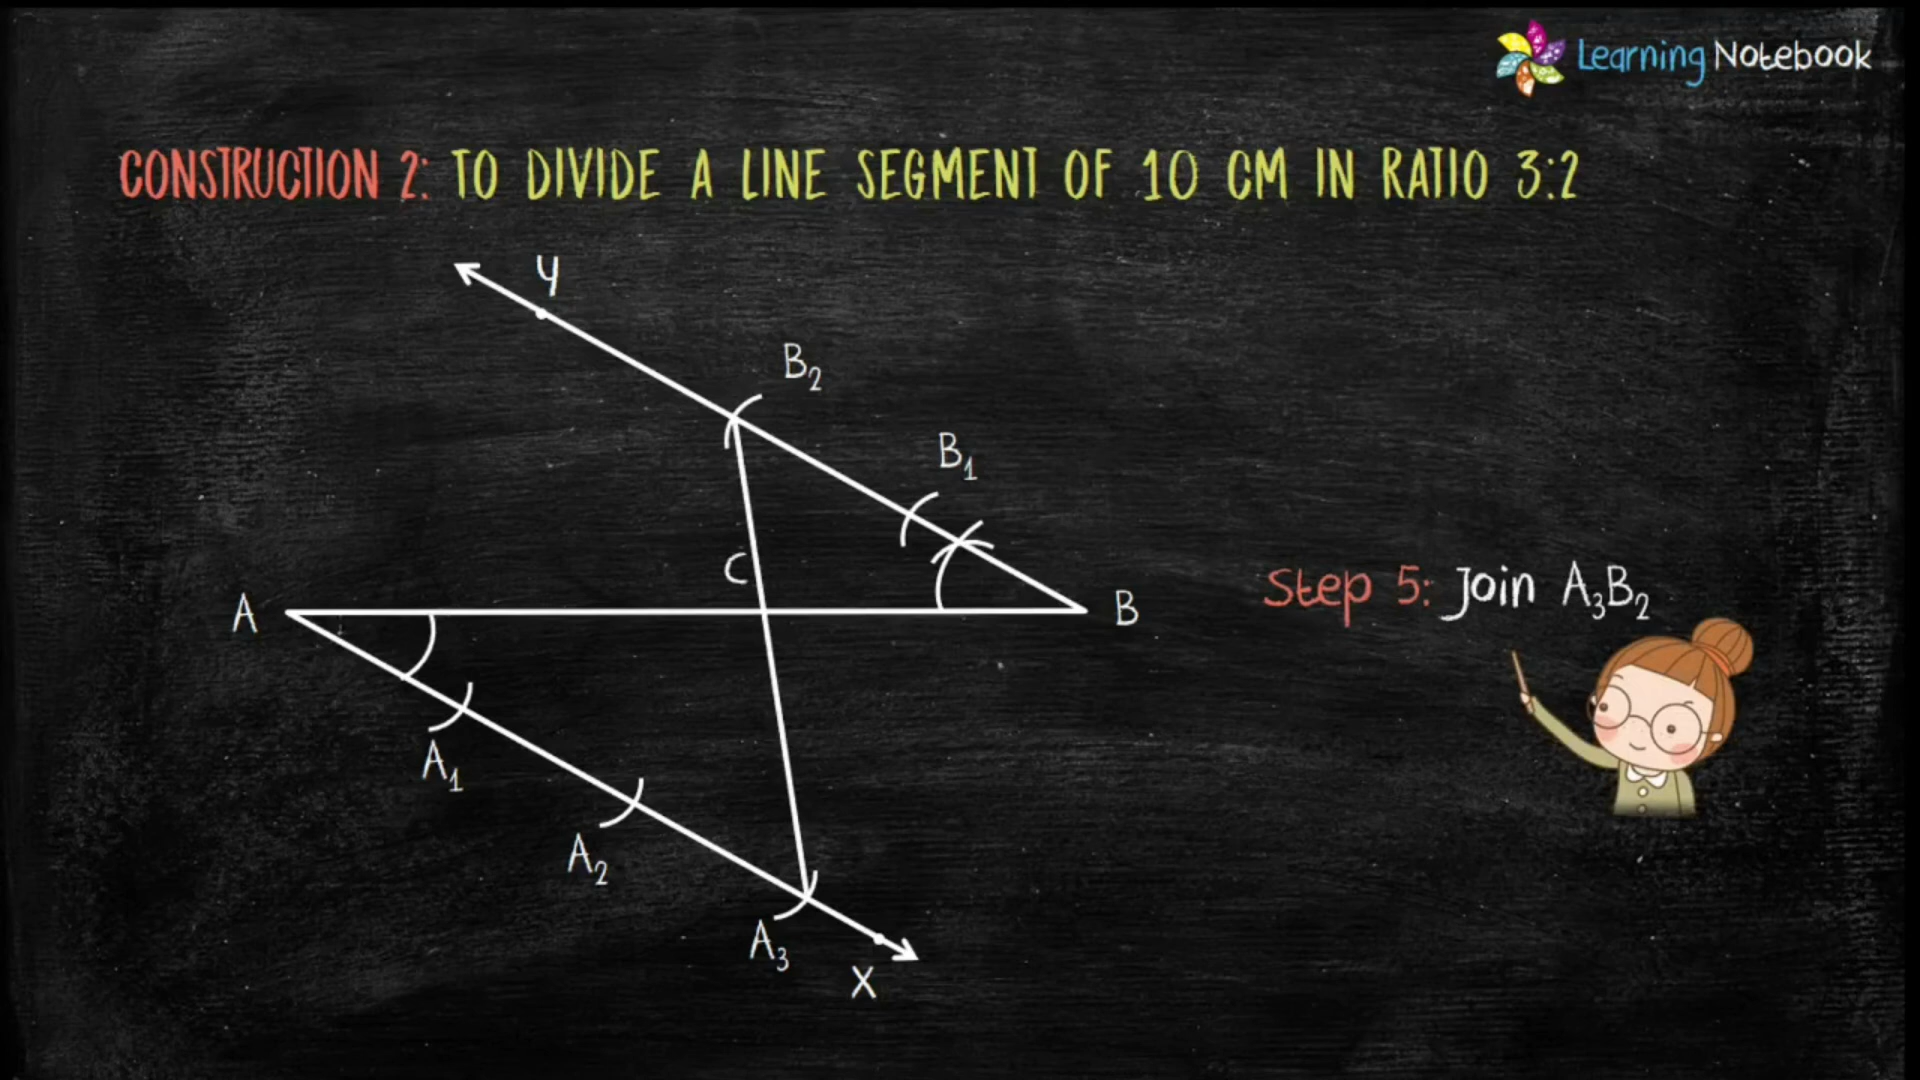 Learning Notebook
CONSTRUCTION 2: TO DIVIDE A LINE SEGMENT OF 10 CM IN RATIO 3:2
Y
B₂
B₁
C
A
B
Step 5: Join A₃B₂
A₁
A₂
A₃
X